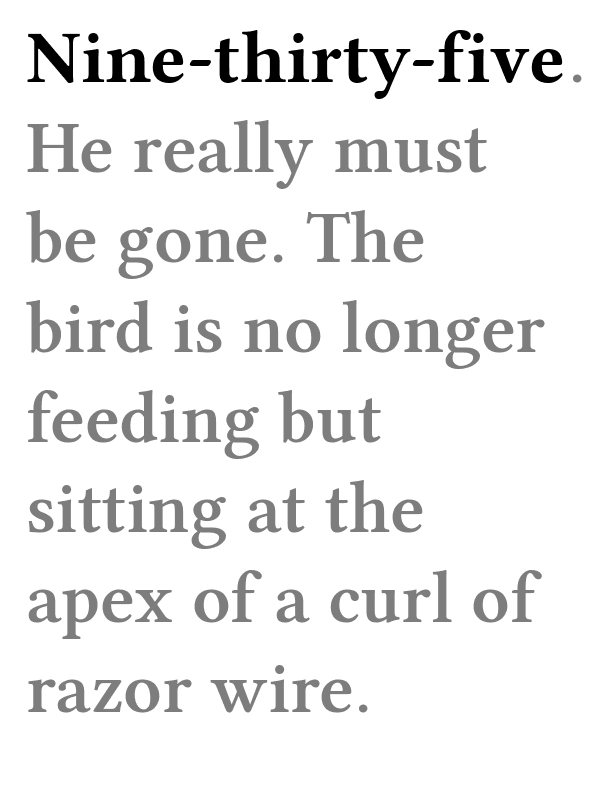 Nine-thirty-five.
He really must
be gone. The
bird is no longer
feeding but
sitting at the
apex of a curl of
razor wire.